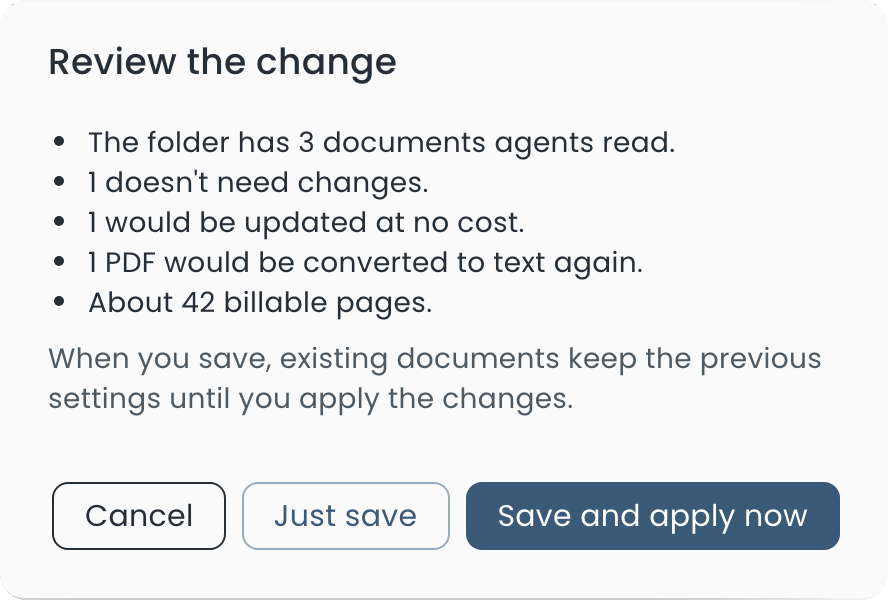 Review the change
• The folder has 3 documents agents read.
• 1 doesn't need changes.
• 1 would be updated at no cost.
• 1 PDF would be converted to text again.
• About 42 billable pages.
When you save, existing documents keep the previous
settings until you apply the changes.
Cancel Just save Save and apply now